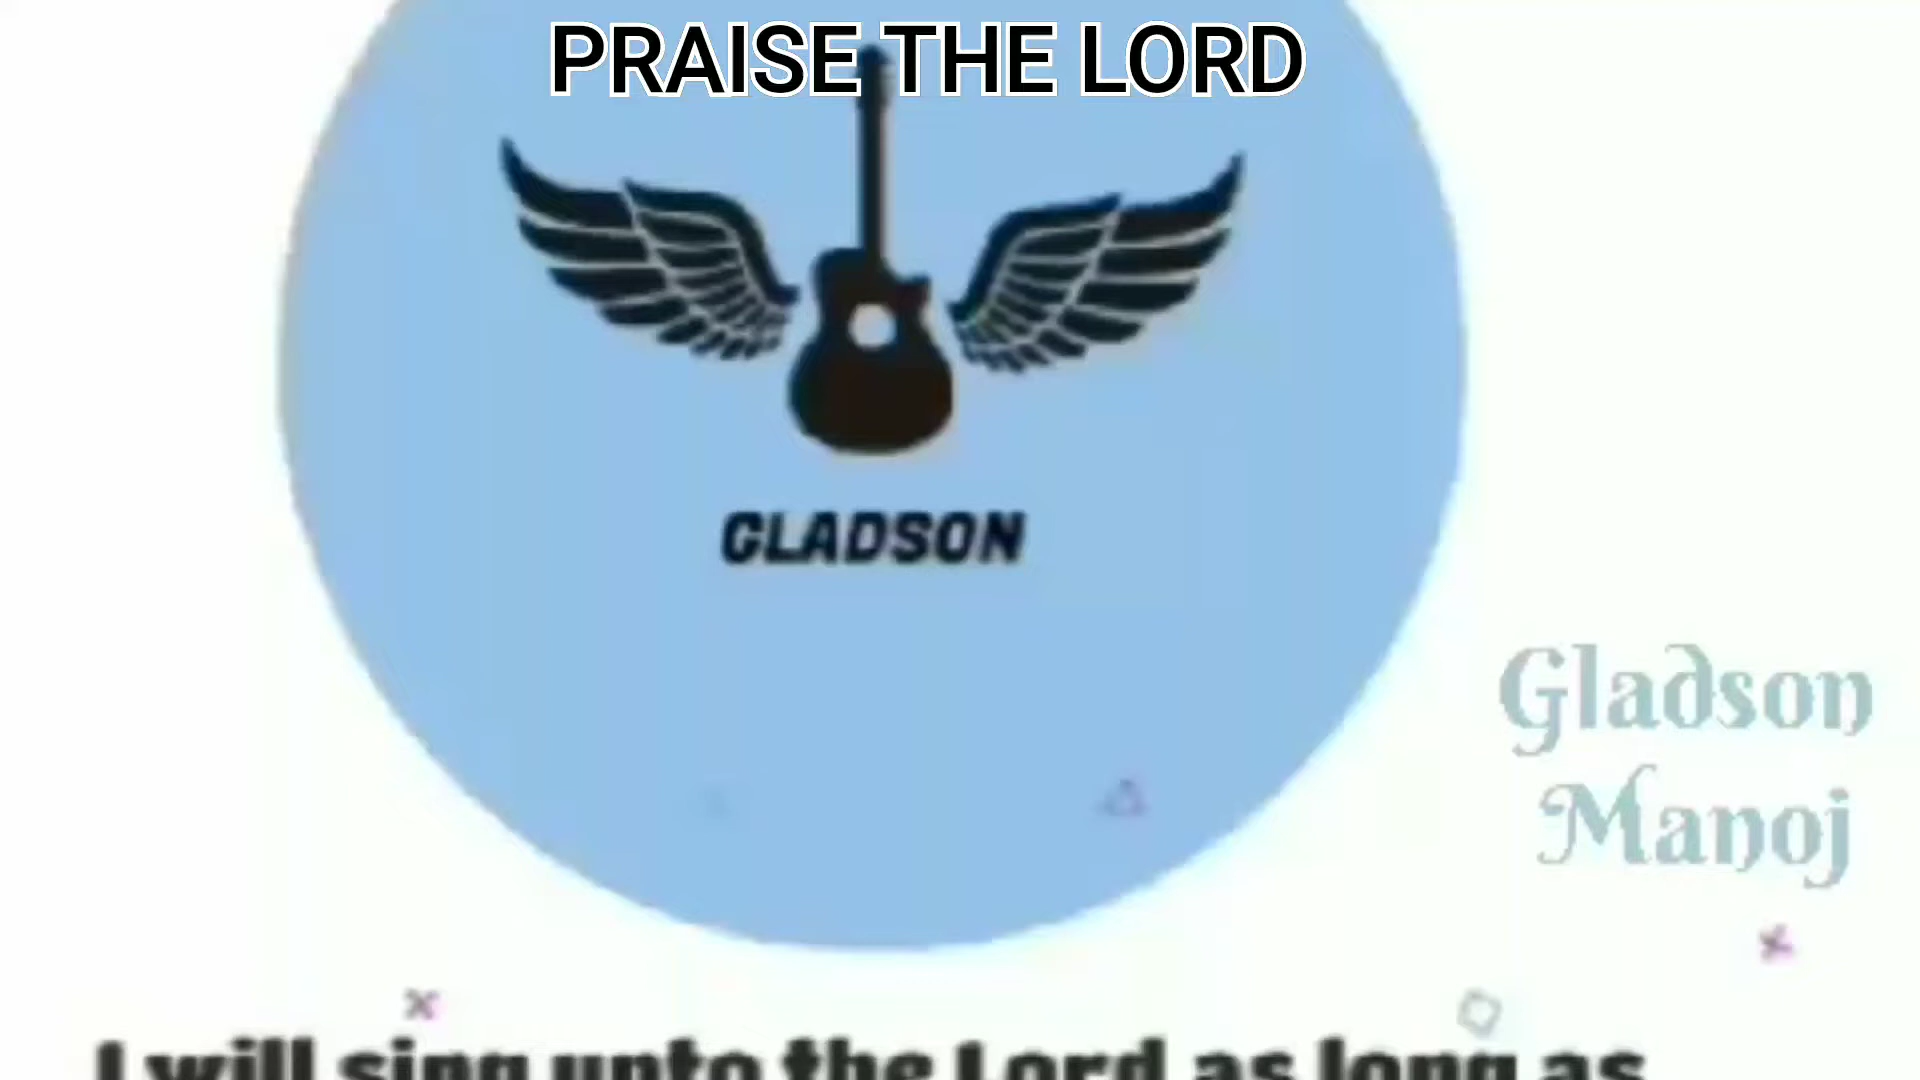 PRAISE THE LORD
GLADSON
Gladson
Manoj
I will sing unto the Lord as long as